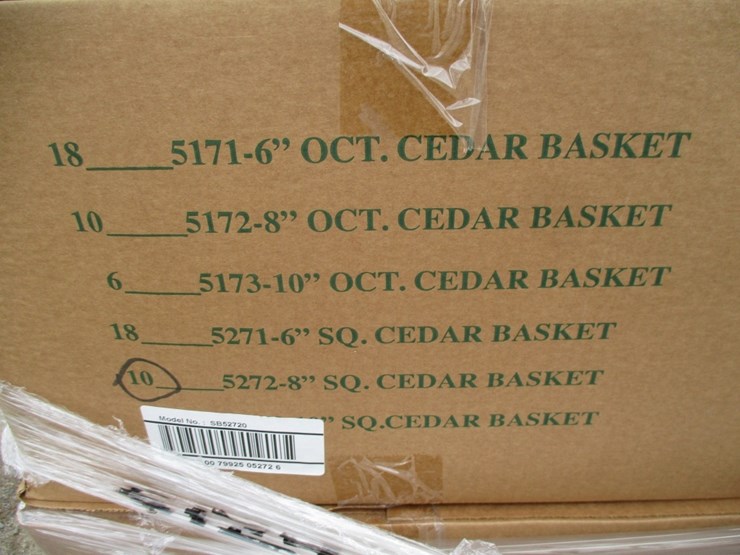 18_____5171-6” OCT. CEDAR BASKET
10_____5172-8” OCT. CEDAR BASKET
6_____5173-10” OCT. CEDAR BASKET
18_____5271-6” SQ. CEDAR BASKET
10_____5272-8” SQ. CEDAR BASKET
” SQ.CEDAR BASKET
Model No. : SB52720
00 79925 05272 6